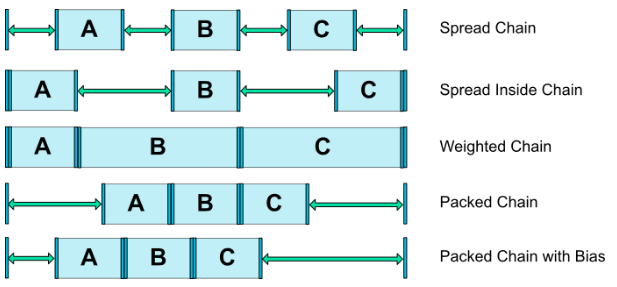 A B C Spread Chain
A B C Spread Inside Chain
A B C Weighted Chain
A B C Packed Chain
A B C Packed Chain with Bias